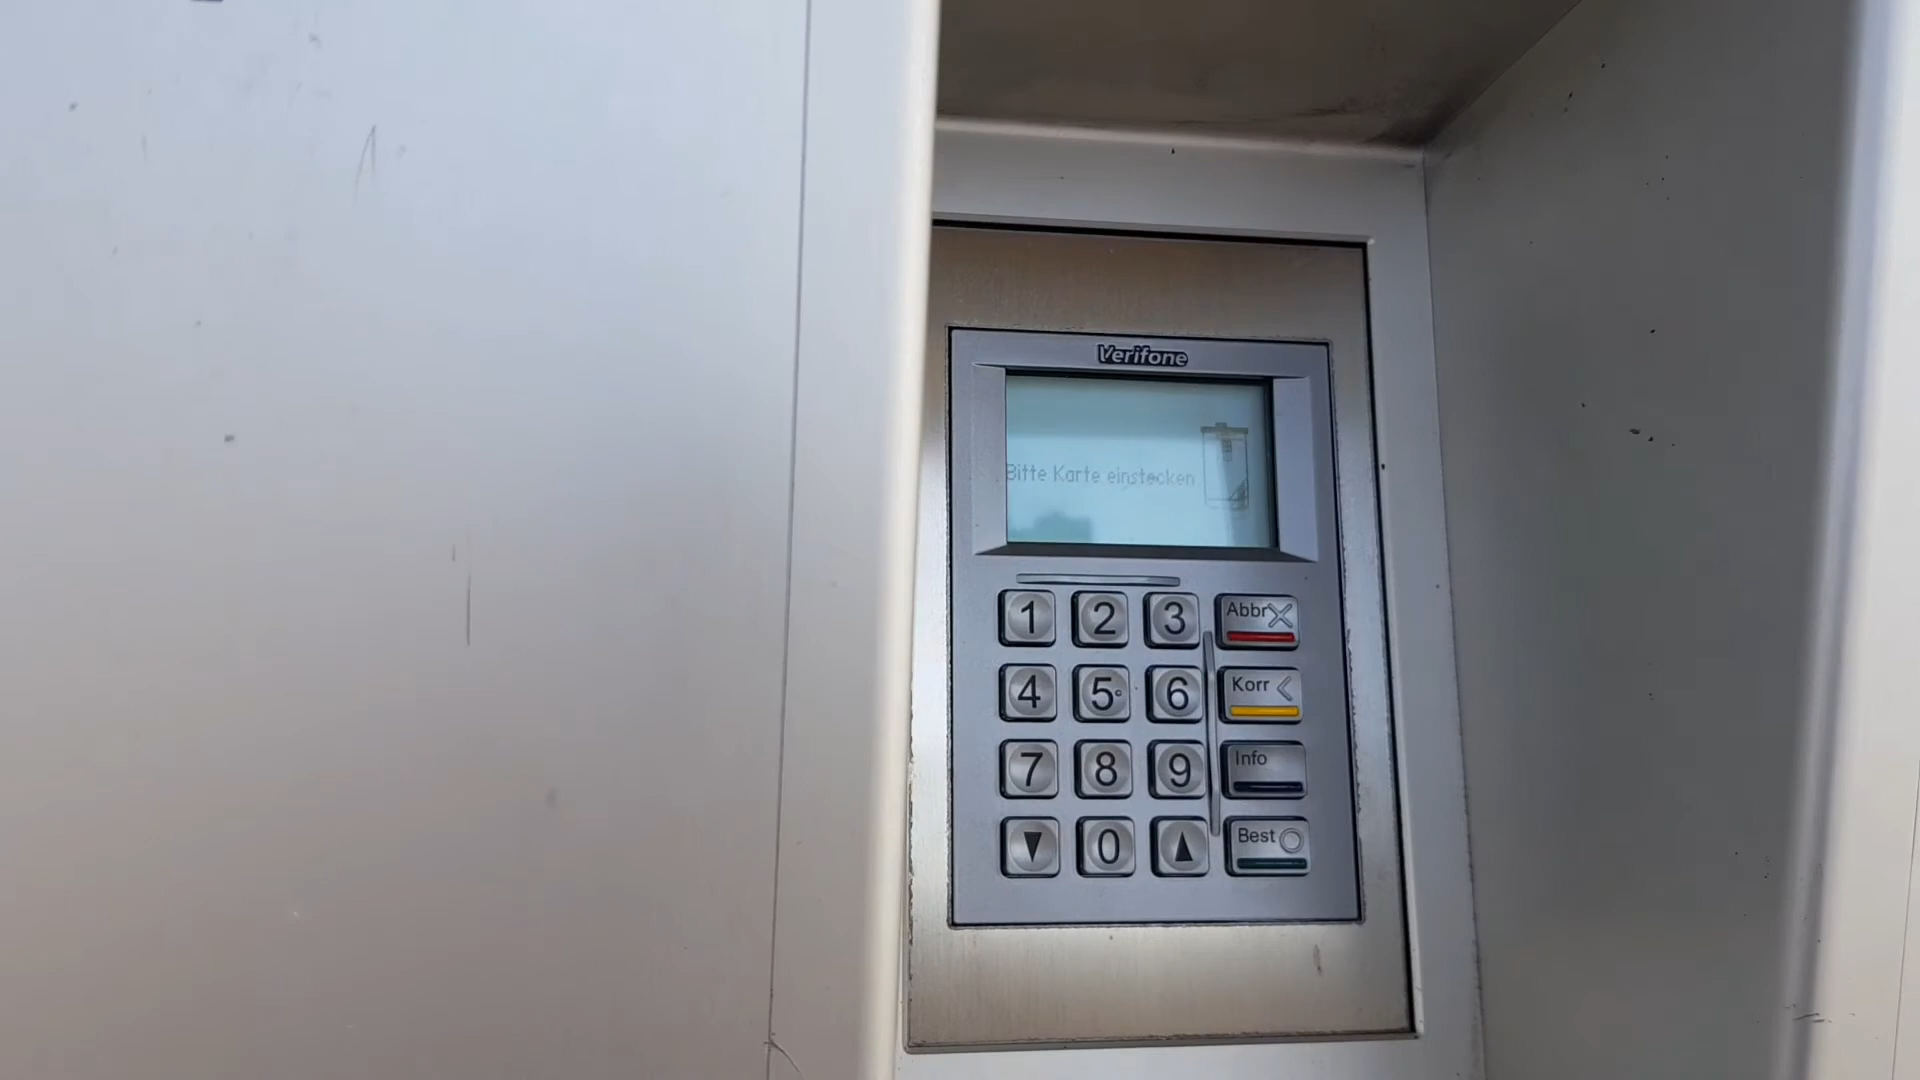 Verifone
Bitte Karte einstecken
1 2 3 Abbr
4 5 6 Korr
7 8 9 Info
0 Best